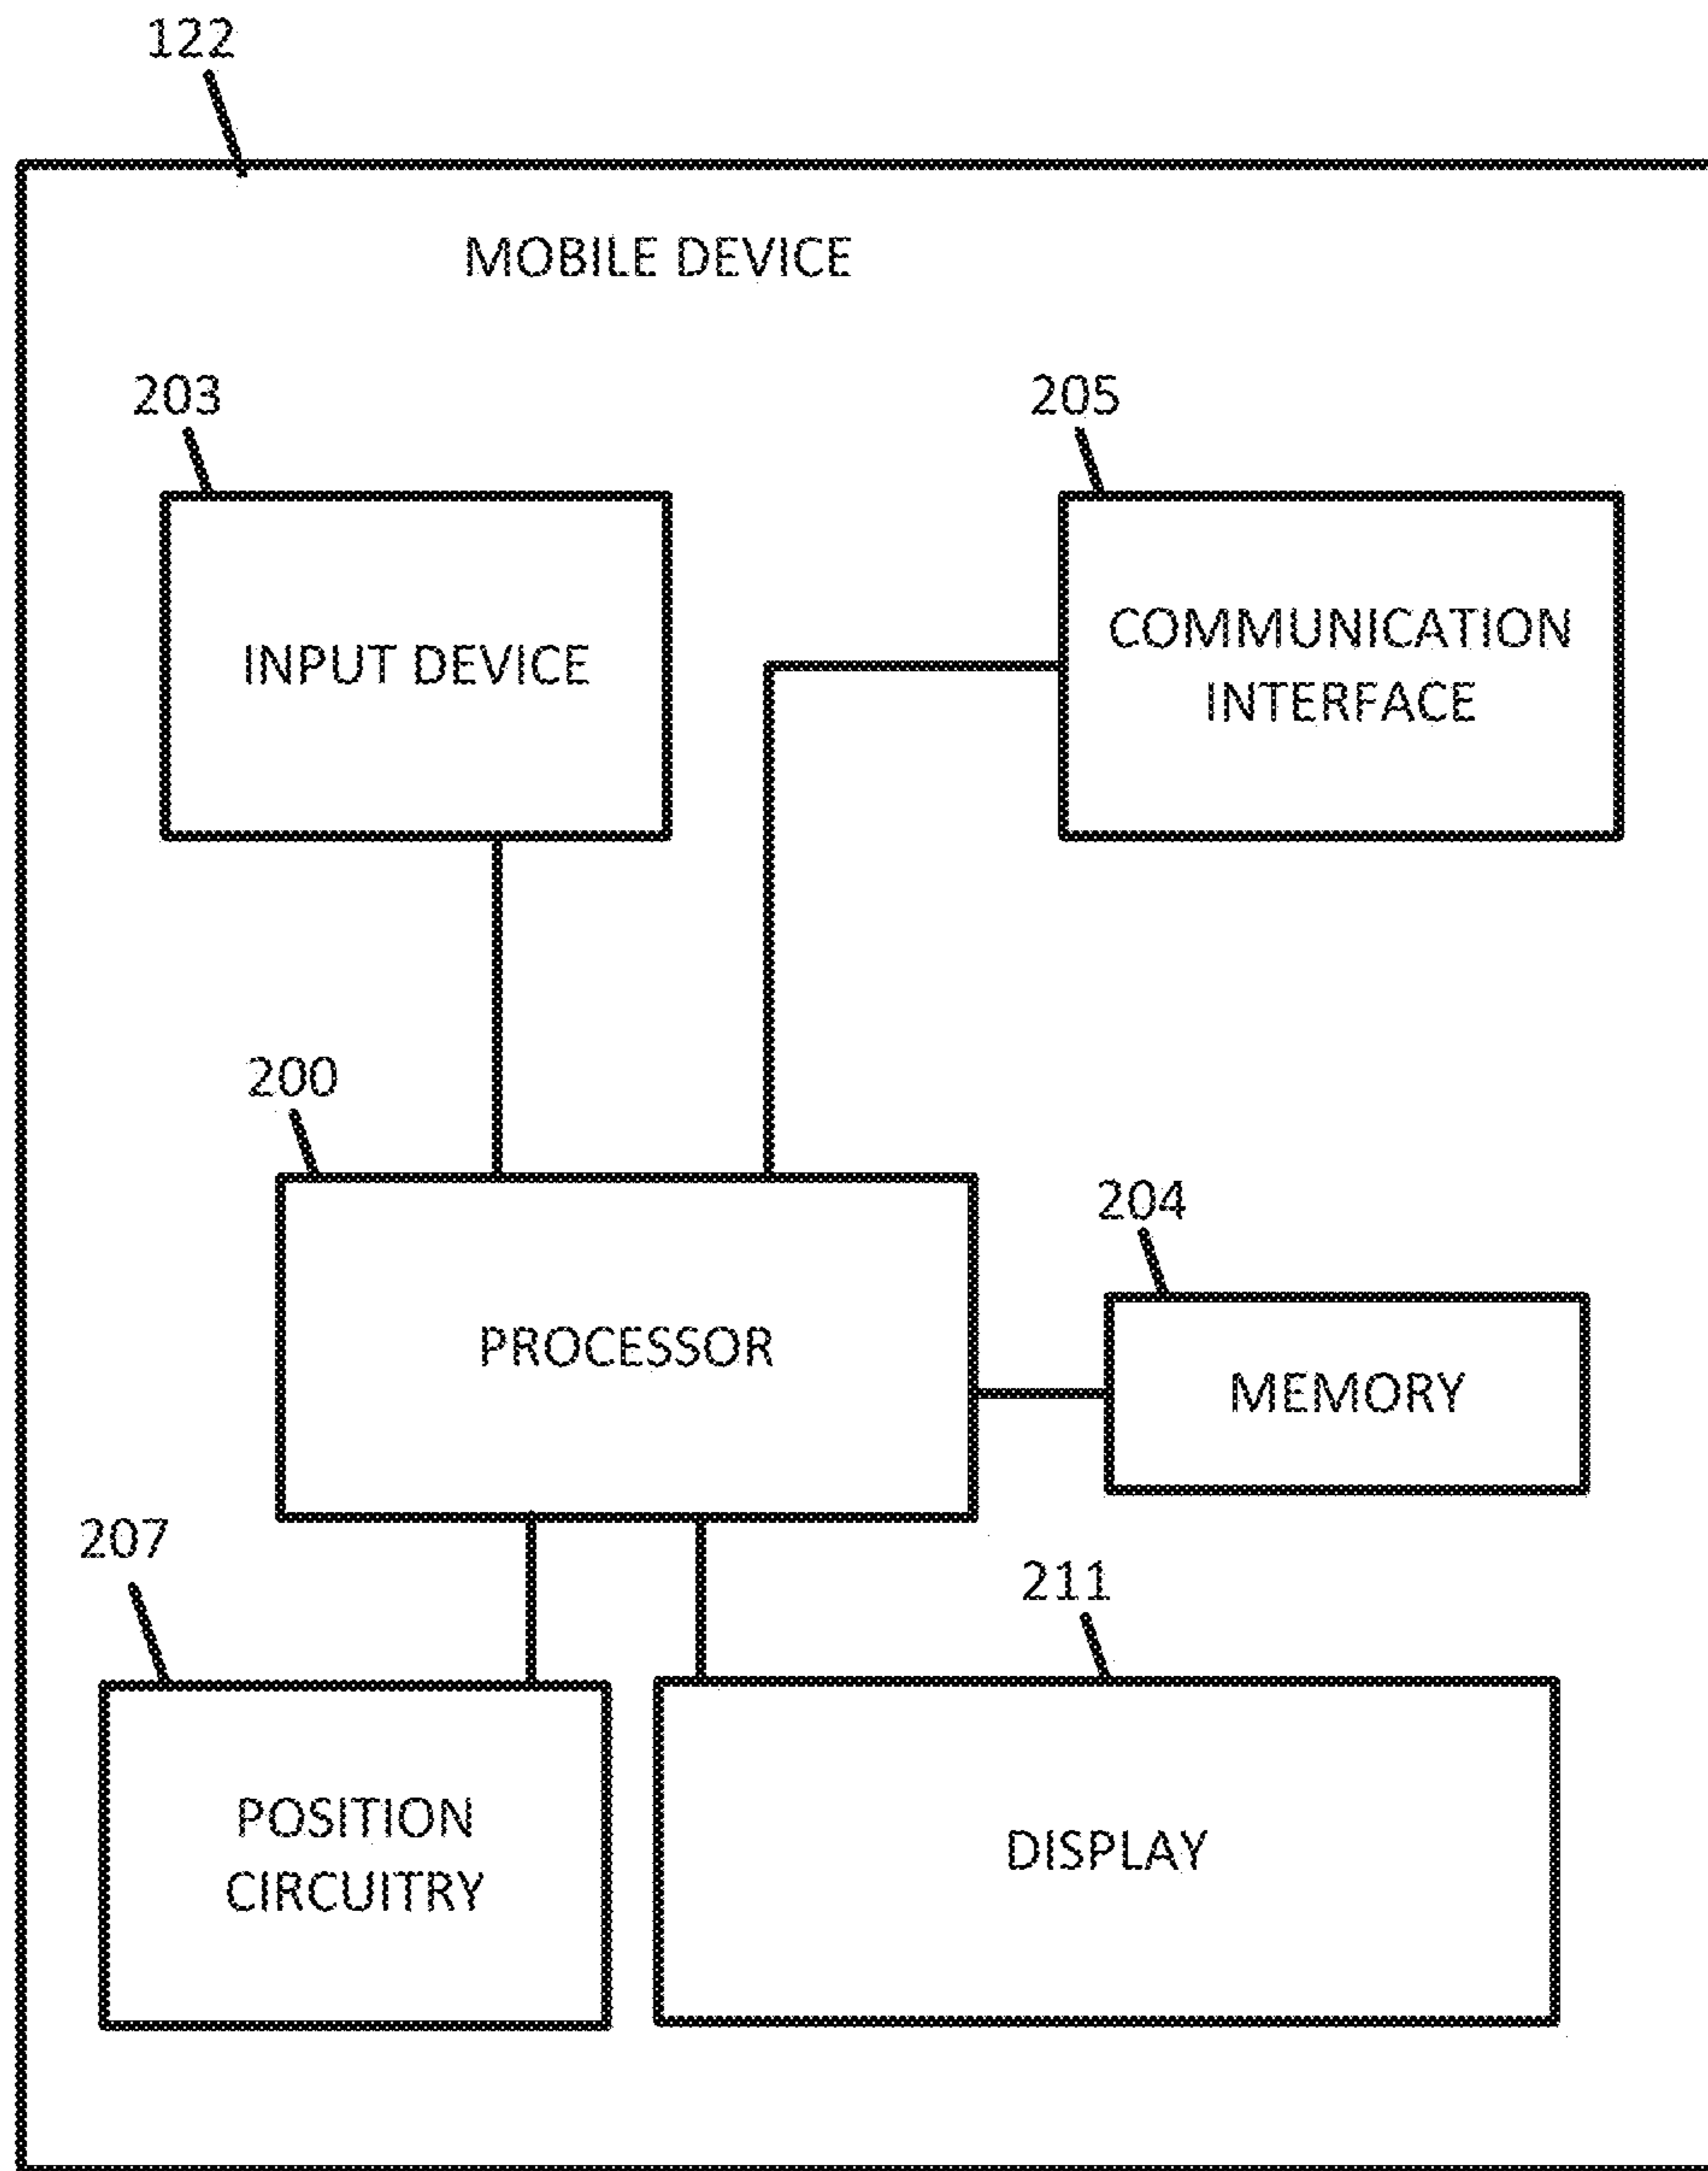 122
MOBILE DEVICE
203
205
INPUT DEVICE
COMMUNICATION
INTERFACE
200
204
PROCESSOR
MEMORY
207
211
POSITION
CIRCUITRY
DISPLAY